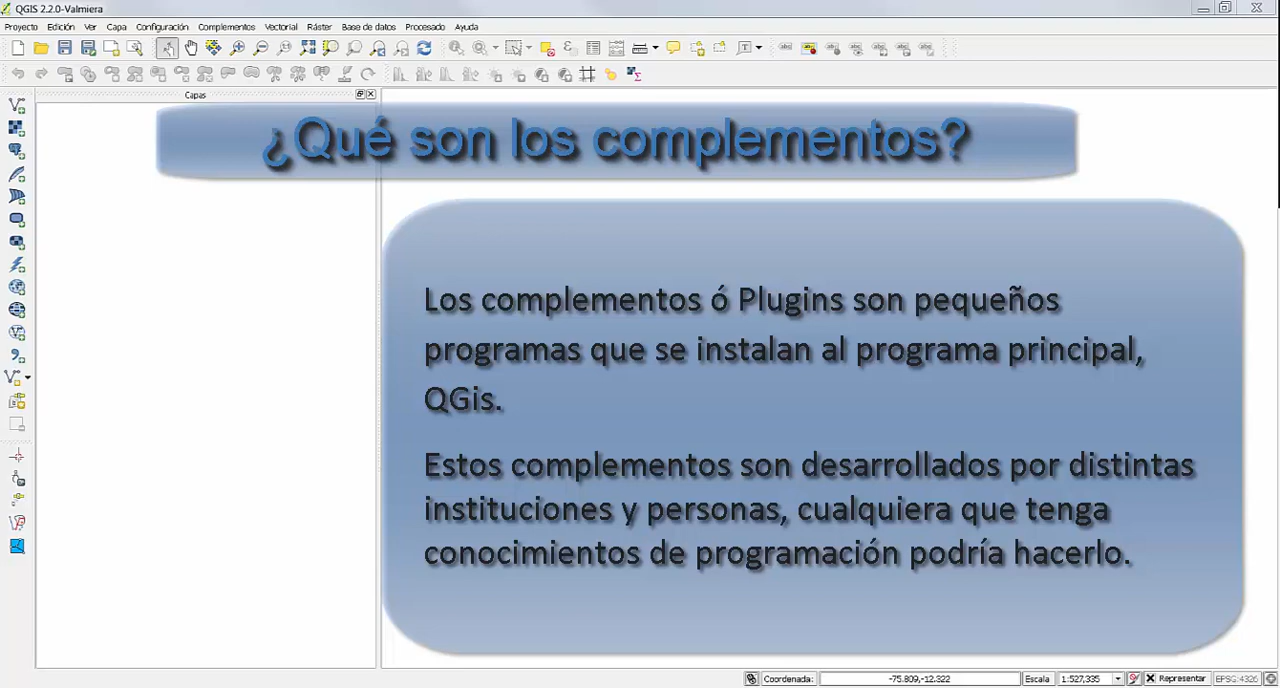 QGIS 2.2.0-Valmiera
Proyecto Edición Ver Capa Configuración Complementos Vectorial Ráster Base de datos Procesado Ayuda
Capas
¿Qué son los complementos?
Los complementos ó Plugins son pequeños
programas que se instalan al programa principal,
QGis.
Estos complementos son desarrollados por distintas
instituciones y personas, cualquiera que tenga
conocimientos de programación podría hacerlo.
Coordenada: -75.809,-12.322 Escala 1:527,335 Representar EPSG:4326